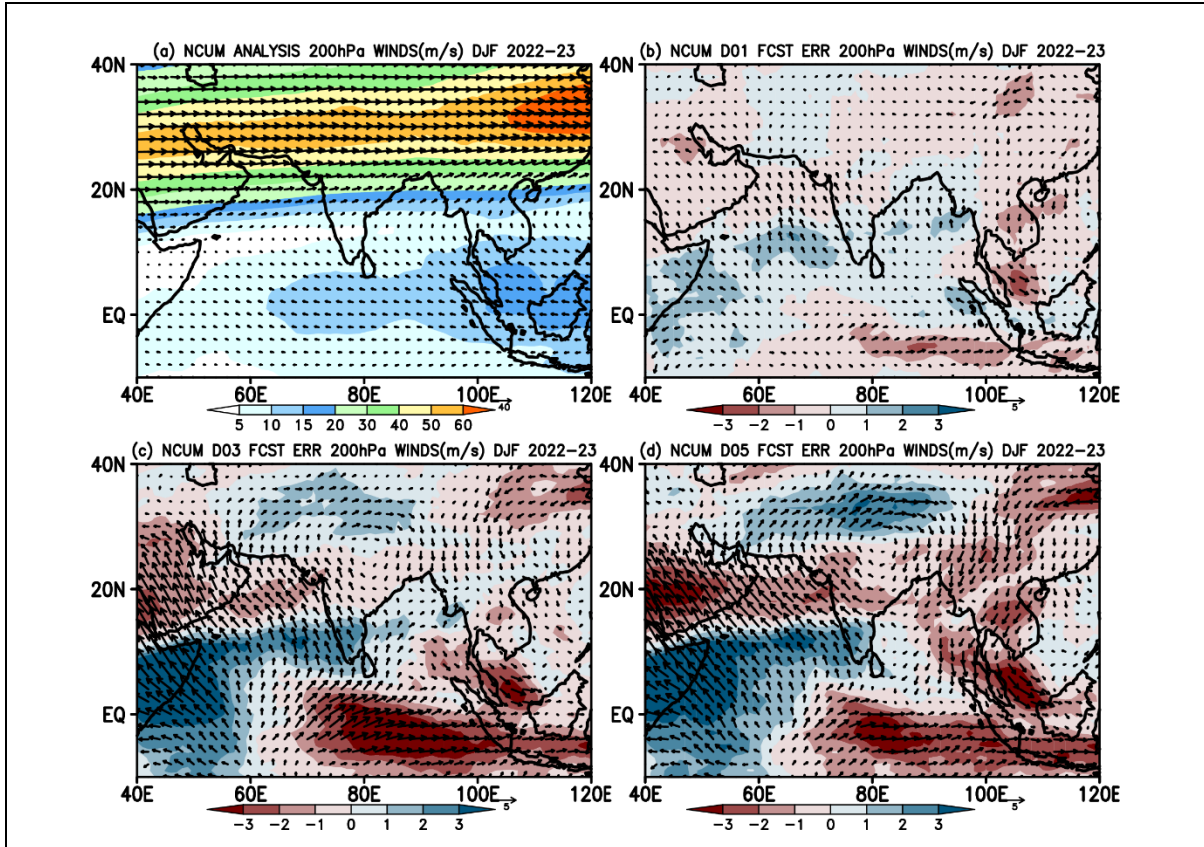 (a) NCUM ANALYSIS 200hPa WINDS(m/s) DJF 2022-23
40N
20N
EQ
40E 60E 80E 100E 120E
5 10 15 20 30 40 50 60
40
(b) NCUM D01 FCST ERR 200hPa WINDS(m/s) DJF 2022-23
40N
20N
EQ
40E 60E 80E 100E 120E
5
-3 -2 -1 0 1 2 3
(c) NCUM D03 FCST ERR 200hPa WINDS(m/s) DJF 2022-23
40N
20N
EQ
40E 60E 80E 100E 120E
5
-3 -2 -1 0 1 2 3
(d) NCUM D05 FCST ERR 200hPa WINDS(m/s) DJF 2022-23
40N
20N
EQ
40E 60E 80E 100E 120E
5
-3 -2 -1 0 1 2 3